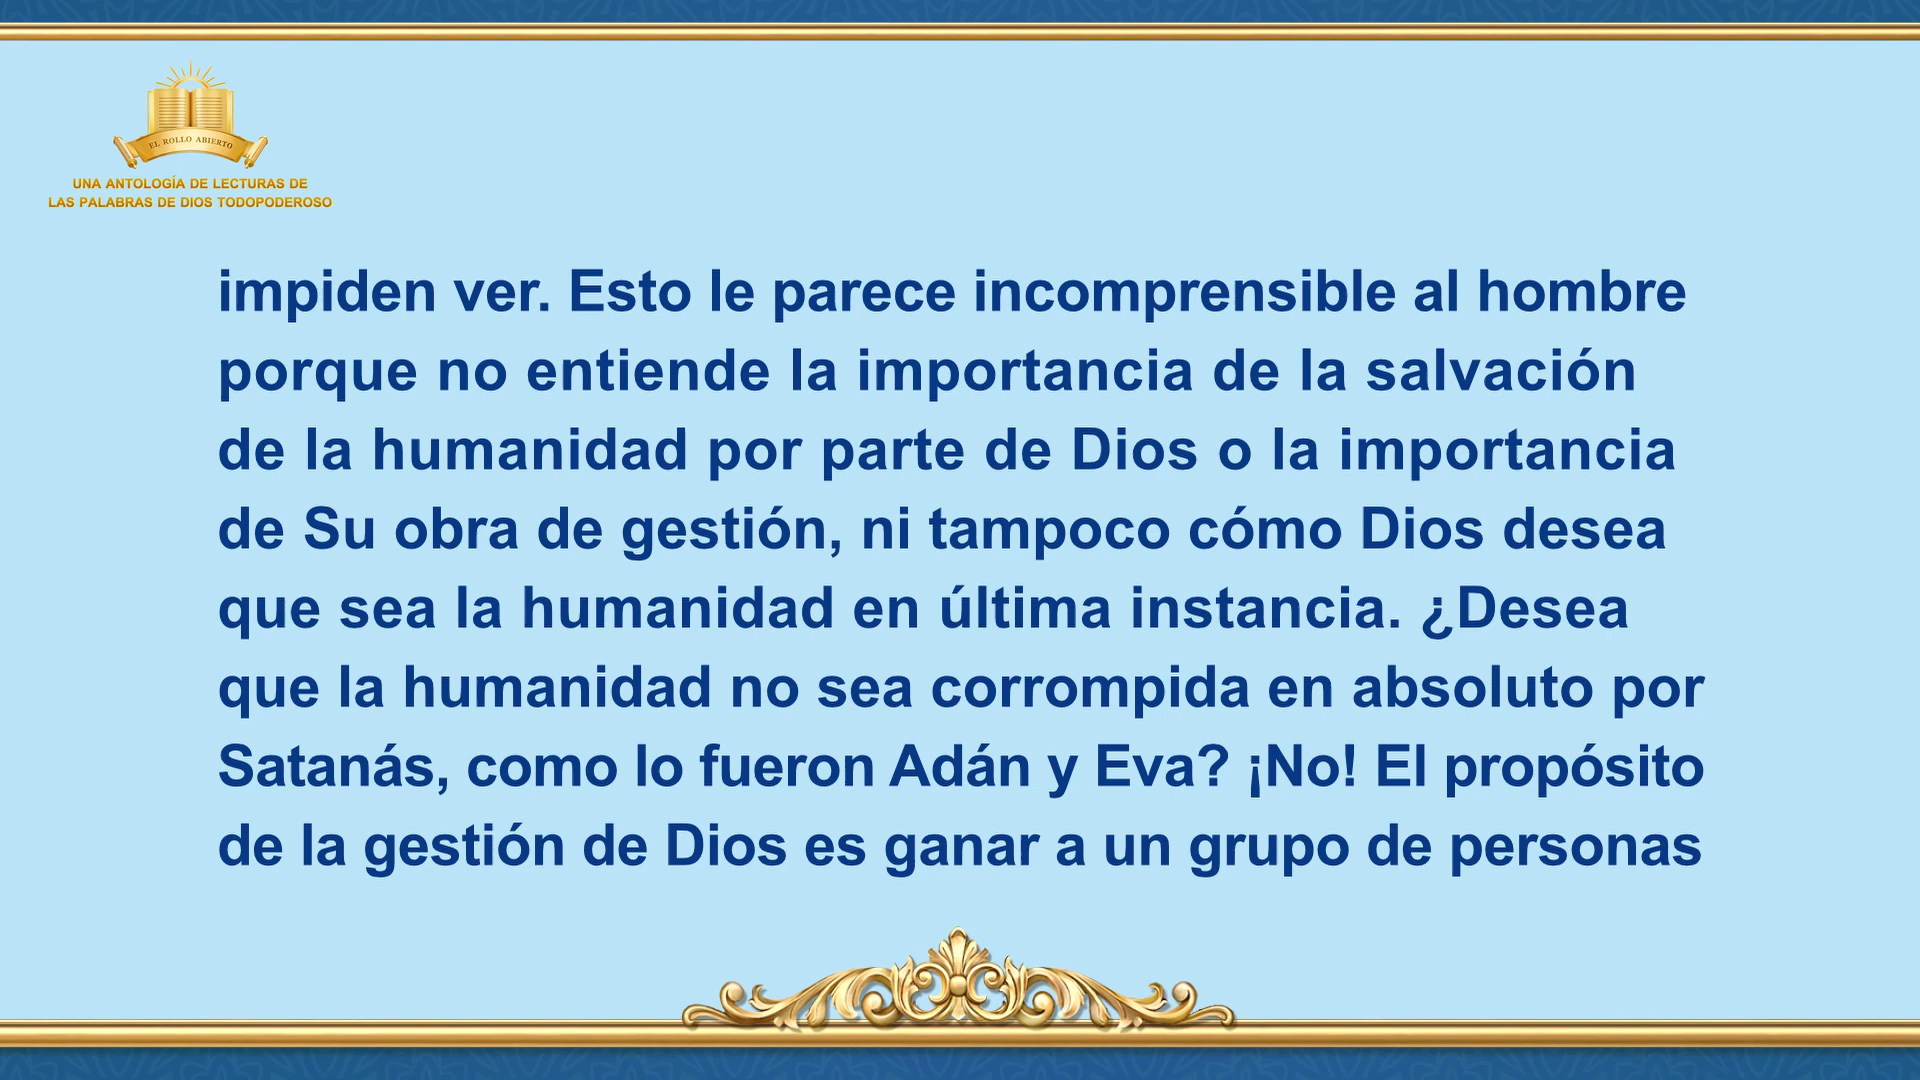 EL ROLLO ABIERTO
UNA ANTOLOGÍA DE LECTURAS DE
LAS PALABRAS DE DIOS TODOPODEROSO
impiden ver. Esto le parece incomprensible al hombre
porque no entiende la importancia de la salvación
de la humanidad por parte de Dios o la importancia
de Su obra de gestión, ni tampoco cómo Dios desea
que sea la humanidad en última instancia. ¿Desea
que la humanidad no sea corrompida en absoluto por
Satanás, como lo fueron Adán y Eva? ¡No! El propósito
de la gestión de Dios es ganar a un grupo de personas